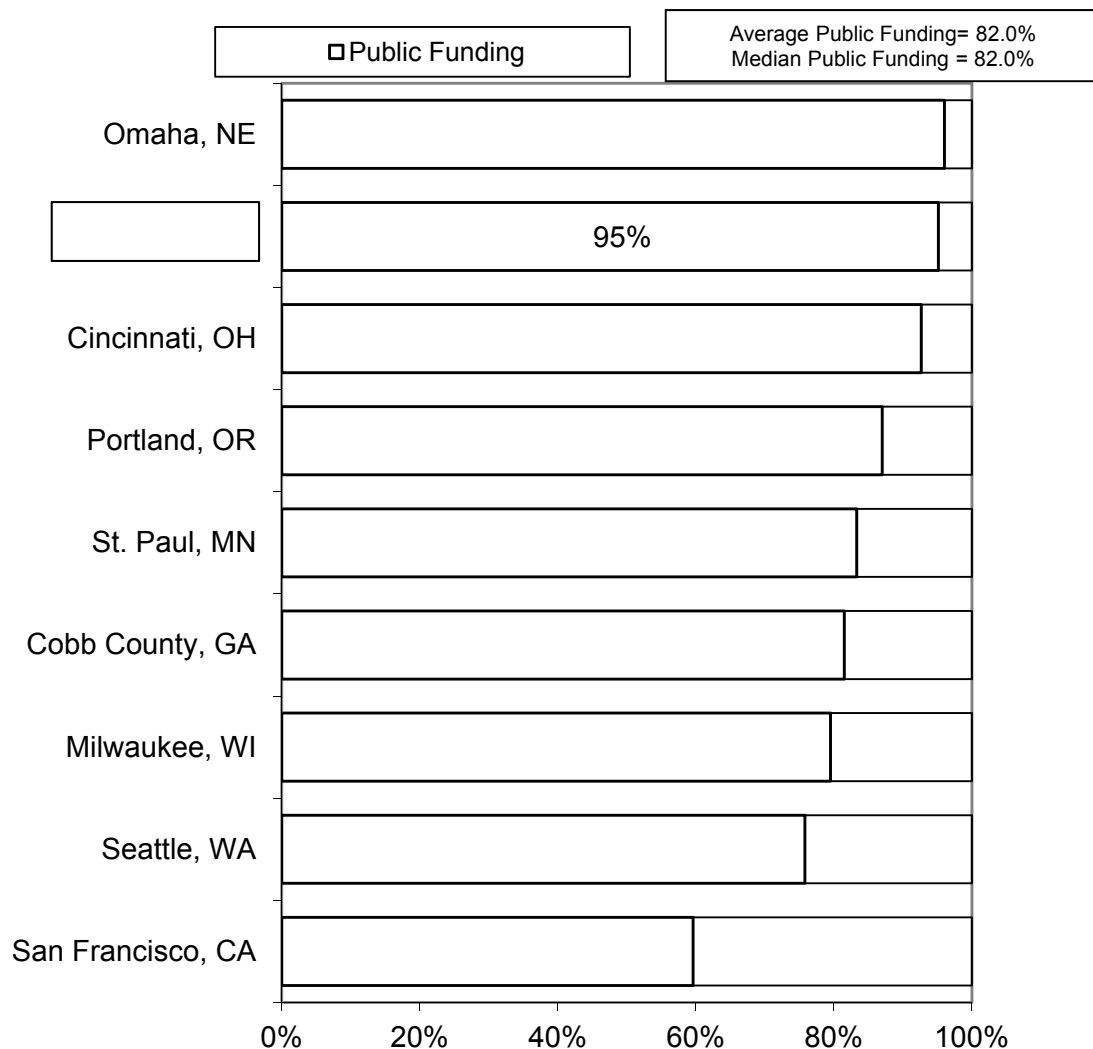 Public Funding
Average Public Funding= 82.0%
Median Public Funding = 82.0%
Omaha, NE
95%
Cincinnati, OH
Portland, OR
St. Paul, MN
Cobb County, GA
Milwaukee, WI
Seattle, WA
San Francisco, CA
0% 20% 40% 60% 80% 100%